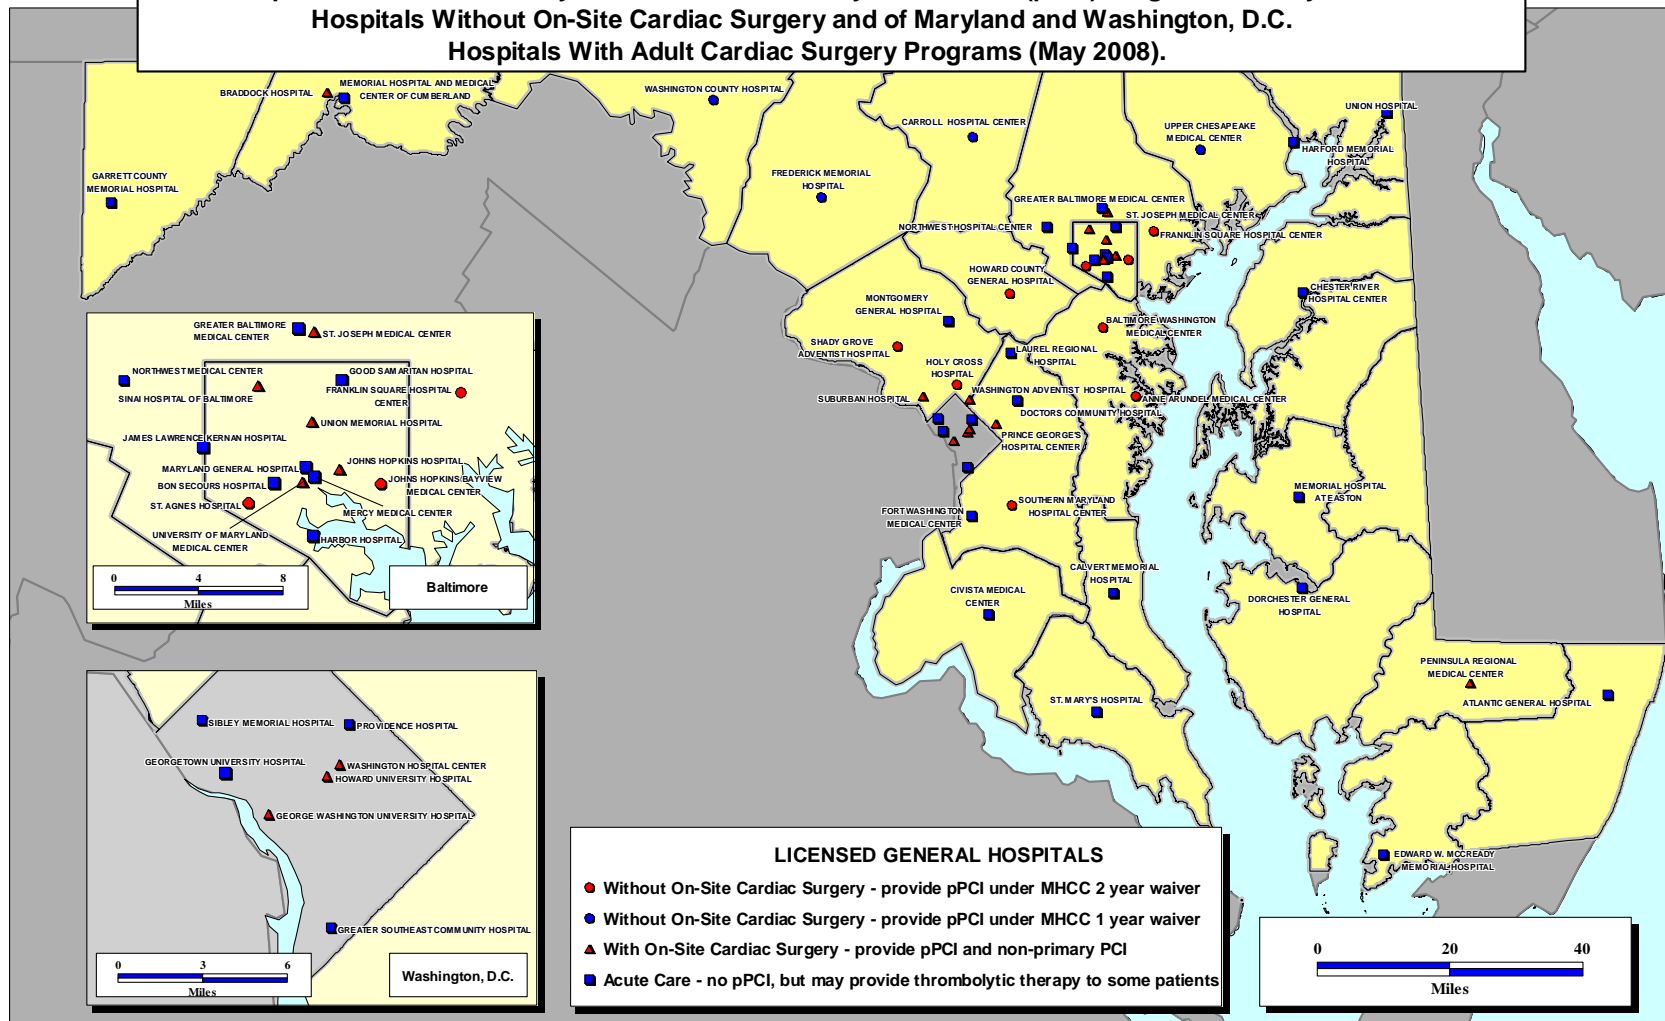 Hospitals Without On-Site Cardiac Surgery and of Maryland and Washington, D.C.
Hospitals With Adult Cardiac Surgery Programs (May 2008).
BRADDOCK HOSPITAL
MEMORIAL HOSPITAL AND MEDICAL
CENTER OF CUMBERLAND
WASHINGTON COUNTY HOSPITAL
CARROLL HOSPITAL CENTER
UPPER CHESAPEAKE
MEDICAL CENTER
UNION HOSPITAL
HARFORD MEMORIAL
HOSPITAL
GARRETT COUNTY
MEMORIAL HOSPITAL
FREDERICK MEMORIAL
HOSPITAL
GREATER BALTIMORE MEDICAL CENTER
ST. JOSEPH MEDICAL CENTER
NORTHWEST HOSPITAL CENTER
FRANKLIN SQUARE HOSPITAL CENTER
HOWARD COUNTY
GENERAL HOSPITAL
MONTGOMERY
GENERAL HOSPITAL
CHESTER RIVER
HOSPITAL CENTER
BALTIMORE WASHINGTON
MEDICAL CENTER
SHADY GROVE
ADVENTIST HOSPITAL
LAUREL REGIONAL
HOSPITAL
HOLY CROSS
HOSPITAL
WASHINGTON ADVENTIST HOSPITAL
SUBURBAN HOSPITAL
ANNE ARUNDEL MEDICAL CENTER
DOCTORS COMMUNITY HOSPITAL
PRINCE GEORGE'S
HOSPITAL CENTER
MEMORIAL HOSPITAL
AT EASTON
SOUTHERN MARYLAND
HOSPITAL CENTER
FORT WASHINGTON
MEDICAL CENTER
CALVERT MEMORIAL
HOSPITAL
CIVISTA MEDICAL
CENTER
DORCHESTER GENERAL
HOSPITAL
PENINSULA REGIONAL
MEDICAL CENTER
ATLANTIC GENERAL HOSPITAL
ST. MARY'S HOSPITAL
EDWARD W. MCCREADY
MEMORIAL HOSPITAL
GREATER BALTIMORE
MEDICAL CENTER
ST. JOSEPH MEDICAL CENTER
NORTHWEST MEDICAL CENTER
GOOD SAMARITAN HOSPITAL
SINAI HOSPITAL OF BALTIMORE
FRANKLIN SQUARE HOSPITAL
CENTER
UNION MEMORIAL HOSPITAL
JAMES LAWRENCE KERNAN HOSPITAL
JOHNS HOPKINS HOSPITAL
MARYLAND GENERAL HOSPITAL
JOHNS HOPKINS BAYVIEW
MEDICAL CENTER
BON SECOURS HOSPITAL
ST. AGNES HOSPITAL
MERCY MEDICAL CENTER
UNIVERSITY OF MARYLAND
MEDICAL CENTER
HARBOR HOSPITAL
0 4 8
Miles
Baltimore
SIBLEY MEMORIAL HOSPITAL
PROVIDENCE HOSPITAL
GEORGETOWN UNIVERSITY HOSPITAL
WASHINGTON HOSPITAL CENTER
HOWARD UNIVERSITY HOSPITAL
GEORGE WASHINGTON UNIVERSITY HOSPITAL
GREATER SOUTHEAST COMMUNITY HOSPITAL
0 3 6
Miles
Washington, D.C.
LICENSED GENERAL HOSPITALS
Without On-Site Cardiac Surgery - provide pPCI under MHCC 2 year waiver
Without On-Site Cardiac Surgery - provide pPCI under MHCC 1 year waiver
With On-Site Cardiac Surgery - provide pPCI and non-primary PCI
Acute Care - no pPCI, but may provide thrombolytic therapy to some patients
0 20 40
Miles